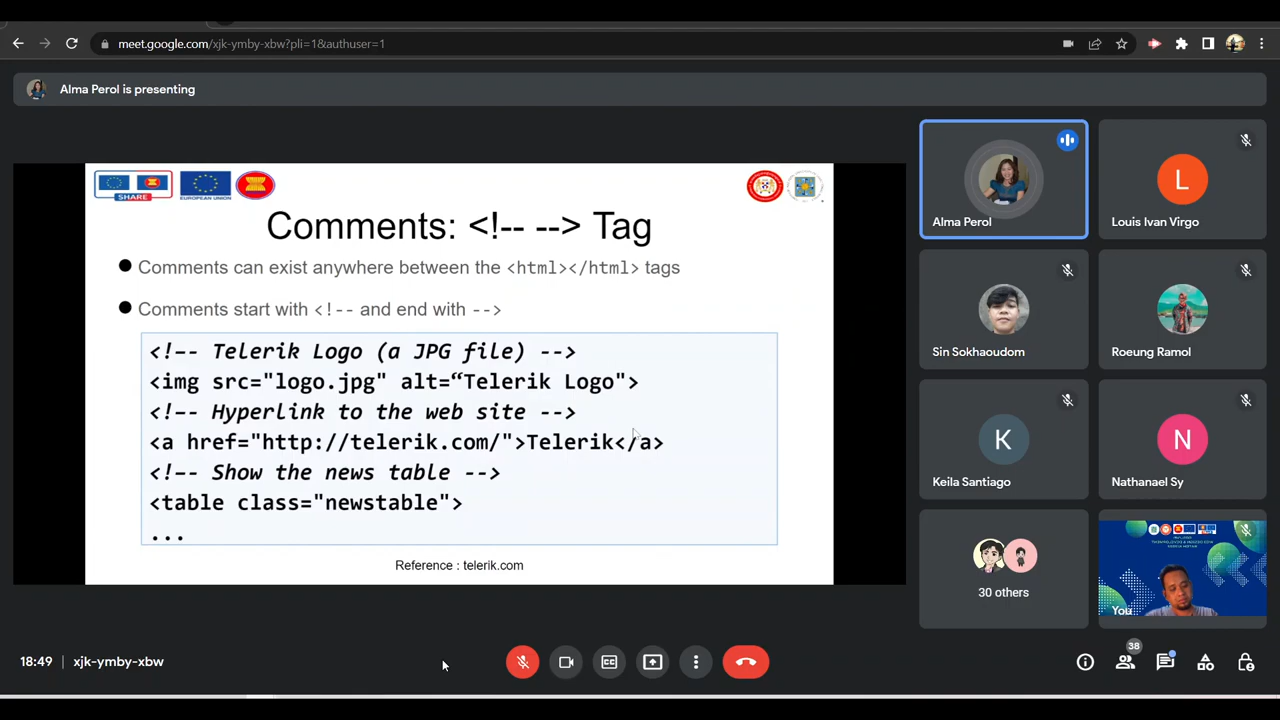 meet.google.com/xjk-ymby-xbw?pli=1&authuser=1
Alma Perol is presenting
SHARE
EUROPEAN UNION
Comments: <!-- --> Tag
● Comments can exist anywhere between the <html></html> tags
● Comments start with <!-- and end with -->
<!-- Telerik Logo (a JPG file) -->
<img src="logo.jpg" alt=“Telerik Logo">
<!-- Hyperlink to the web site -->
<a href="http://telerik.com/">Telerik</a>
<!-- Show the news table -->
<table class="newstable">
...
Reference : telerik.com
Alma Perol
L
Louis Ivan Virgo
Sin Sokhaoudom
Roeung Ramol
K
Keila Santiago
N
Nathanael Sy
30 others
You
18:49 | xjk-ymby-xbw
38